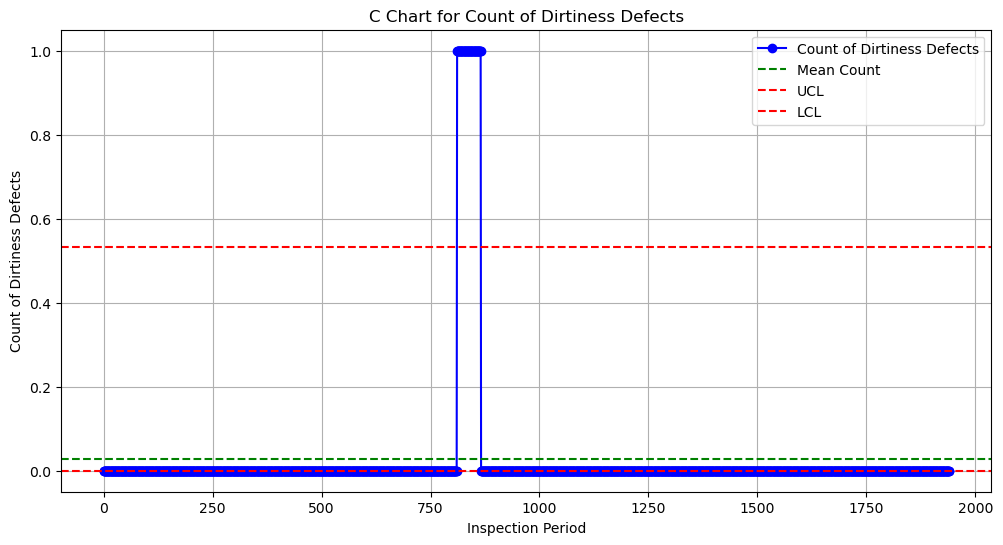 C Chart for Count of Dirtiness Defects
Count of Dirtiness Defects
Mean Count
UCL
LCL
1.0
0.8
0.6
0.4
0.2
0.0
Count of Dirtiness Defects
0 250 500 750 1000 1250 1500 1750 2000
Inspection Period